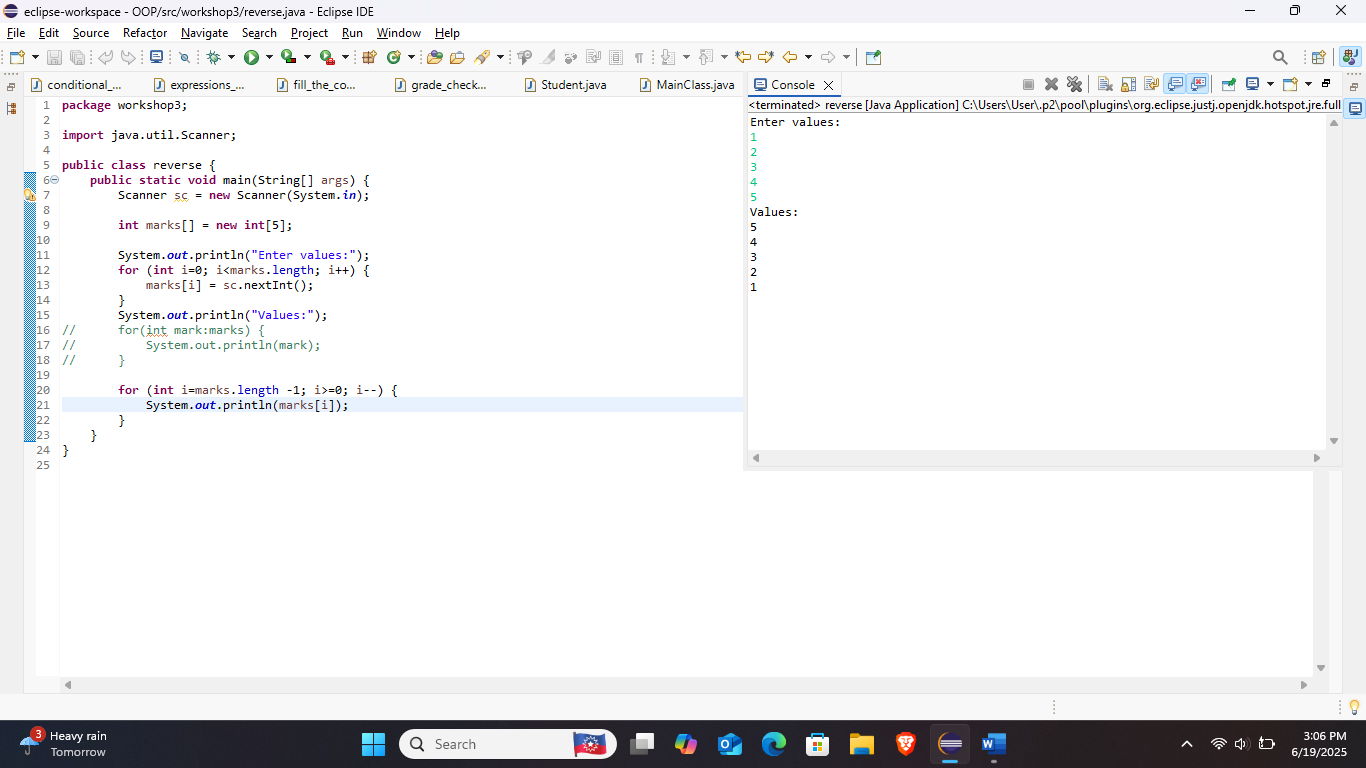 eclipse-workspace - OOP/src/workshop3/reverse.java - Eclipse IDE
File Edit Source Refactor Navigate Search Project Run Window Help
conditional_... expressions_... fill_the_co... grade_check... Student.java MainClass.java
1 package workshop3;
2
3 import java.util.Scanner;
4
5 public class reverse {
6 public static void main(String[] args) {
7 Scanner sc = new Scanner(System.in);
8
9 int marks[] = new int[5];
10
11 System.out.println("Enter values:");
12 for (int i=0; i<marks.length; i++) {
13 marks[i] = sc.nextInt();
14 }
15 System.out.println("Values:");
16 // for(int mark:marks) {
17 // System.out.println(mark);
18 // }
19
20 for (int i=marks.length -1; i>=0; i--) {
21 System.out.println(marks[i]);
22 }
23 }
24 }
25
Console
<terminated> reverse [Java Application] C:\Users\User\.p2\pool\plugins\org.eclipse.justj.openjdk.hotspot.jre.full
Enter values:
1
2
3
4
5
Values:
5
4
3
2
1
3
Heavy rain
Tomorrow
Search
3:06 PM
6/19/2025